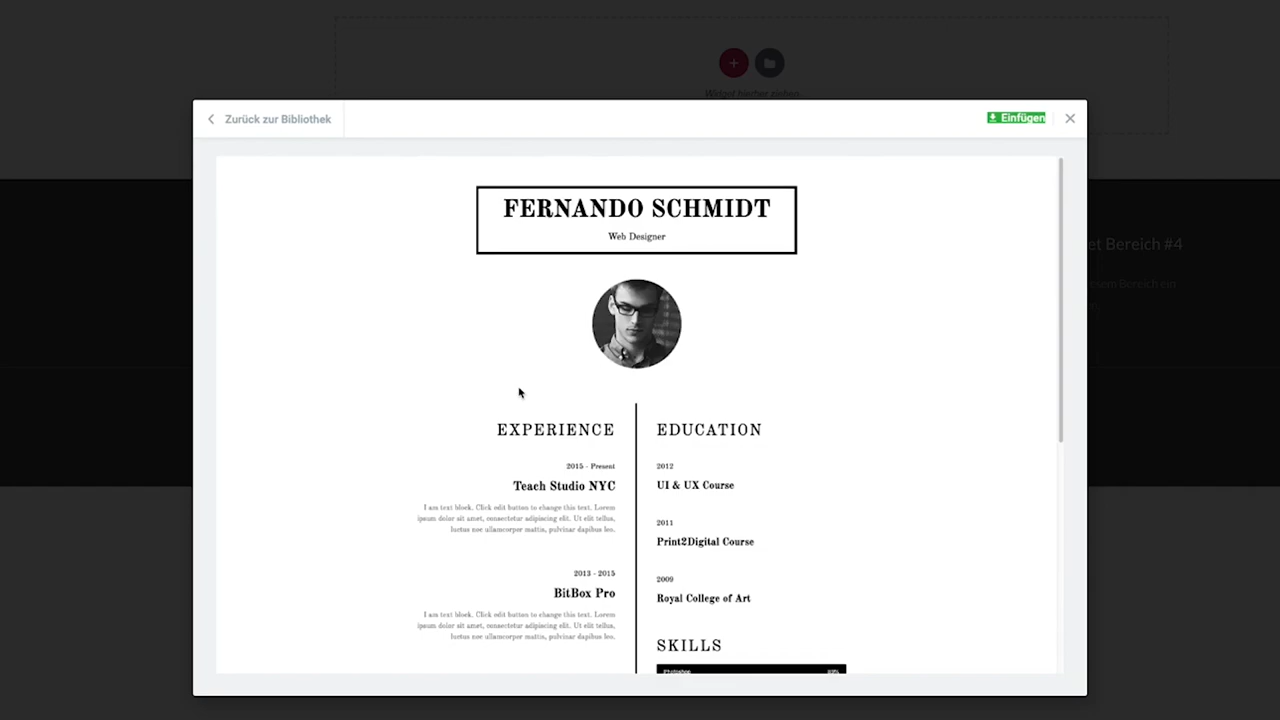 Widget hierher ziehen
Zurück zur Bibliothek
Einfügen
FERNANDO SCHMIDT
Web Designer
et Bereich #4
esem Bereich ein
EXPERIENCE
2015 - Present
Teach Studio NYC
I am text block. Click edit button to change this text. Lorem
ipsum dolor sit amet, consectetur adipiscing elit. Ut elit tellus,
luctus nec ullamcorper mattis, pulvinar dapibus leo.
2013 - 2015
BitBox Pro
I am text block. Click edit button to change this text. Lorem
ipsum dolor sit amet, consectetur adipiscing elit. Ut elit tellus,
luctus nec ullamcorper mattis, pulvinar dapibus leo.
EDUCATION
2012
UI & UX Course
2011
Print2Digital Course
2009
Royal College of Art
SKILLS
Photoshop